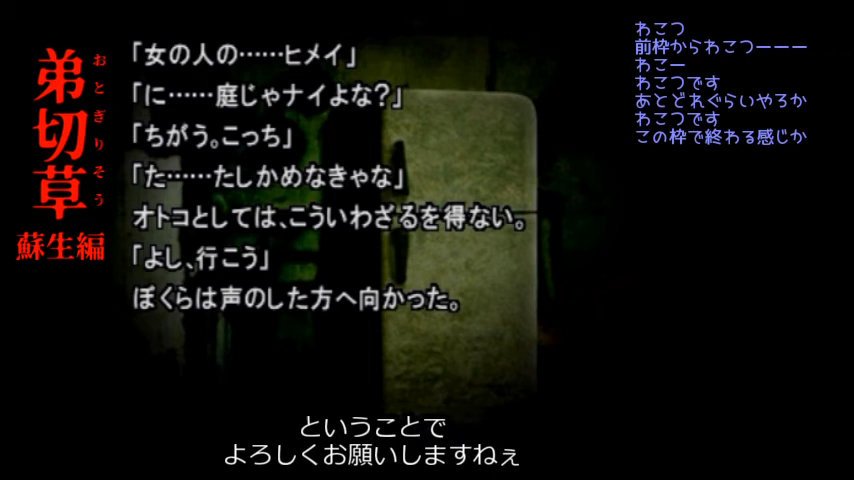 弟切草
おとぎりそう
蘇生編
「女の人の……ヒメイ」
「に……庭じゃナイよな?」
「ちがう。こっち」
「た……たしかめなきゃな」
オトコとしては、こういわざるを得ない。
「よし、行こう」
ぼくらは声のした方へ向かった。
わこつ
前枠からわこつーーー
わこー
わこつです
あとどれぐらいやろか
わこつです
この枠で終わる感じか
ということで
よろしくお願いしますねぇ